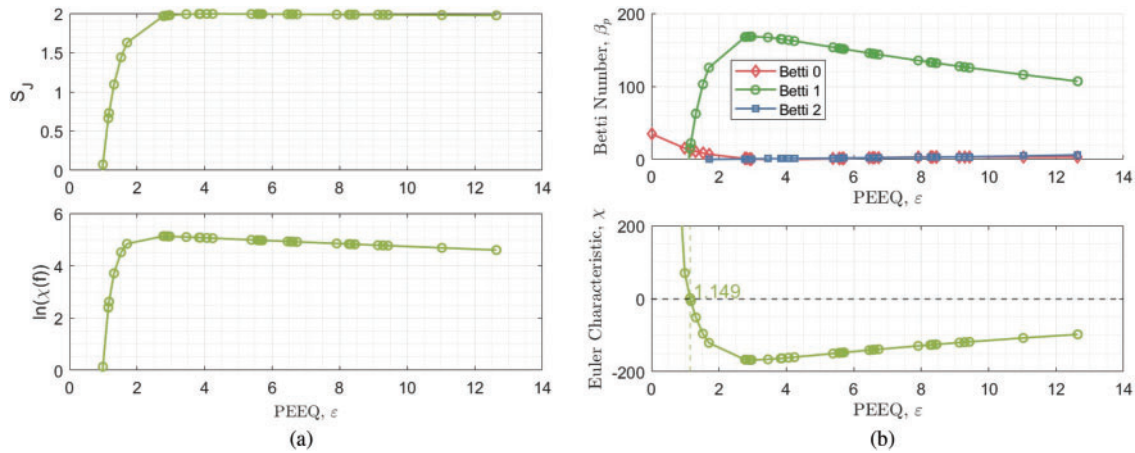 2
1.5
1
0.5
0
S_J
0 2 4 6 8 10 12 14
6
4
2
0
ln(χ(f))
0 2 4 6 8 10 12 14
PEEQ, ε
(a)
200
100
0
Betti Number, β_p
Betti 0
Betti 1
Betti 2
0 2 4 6 8 10 12 14
PEEQ, ε
200
0
-200
Euler Characteristic, χ
1.149
0 2 4 6 8 10 12 14
PEEQ, ε
(b)